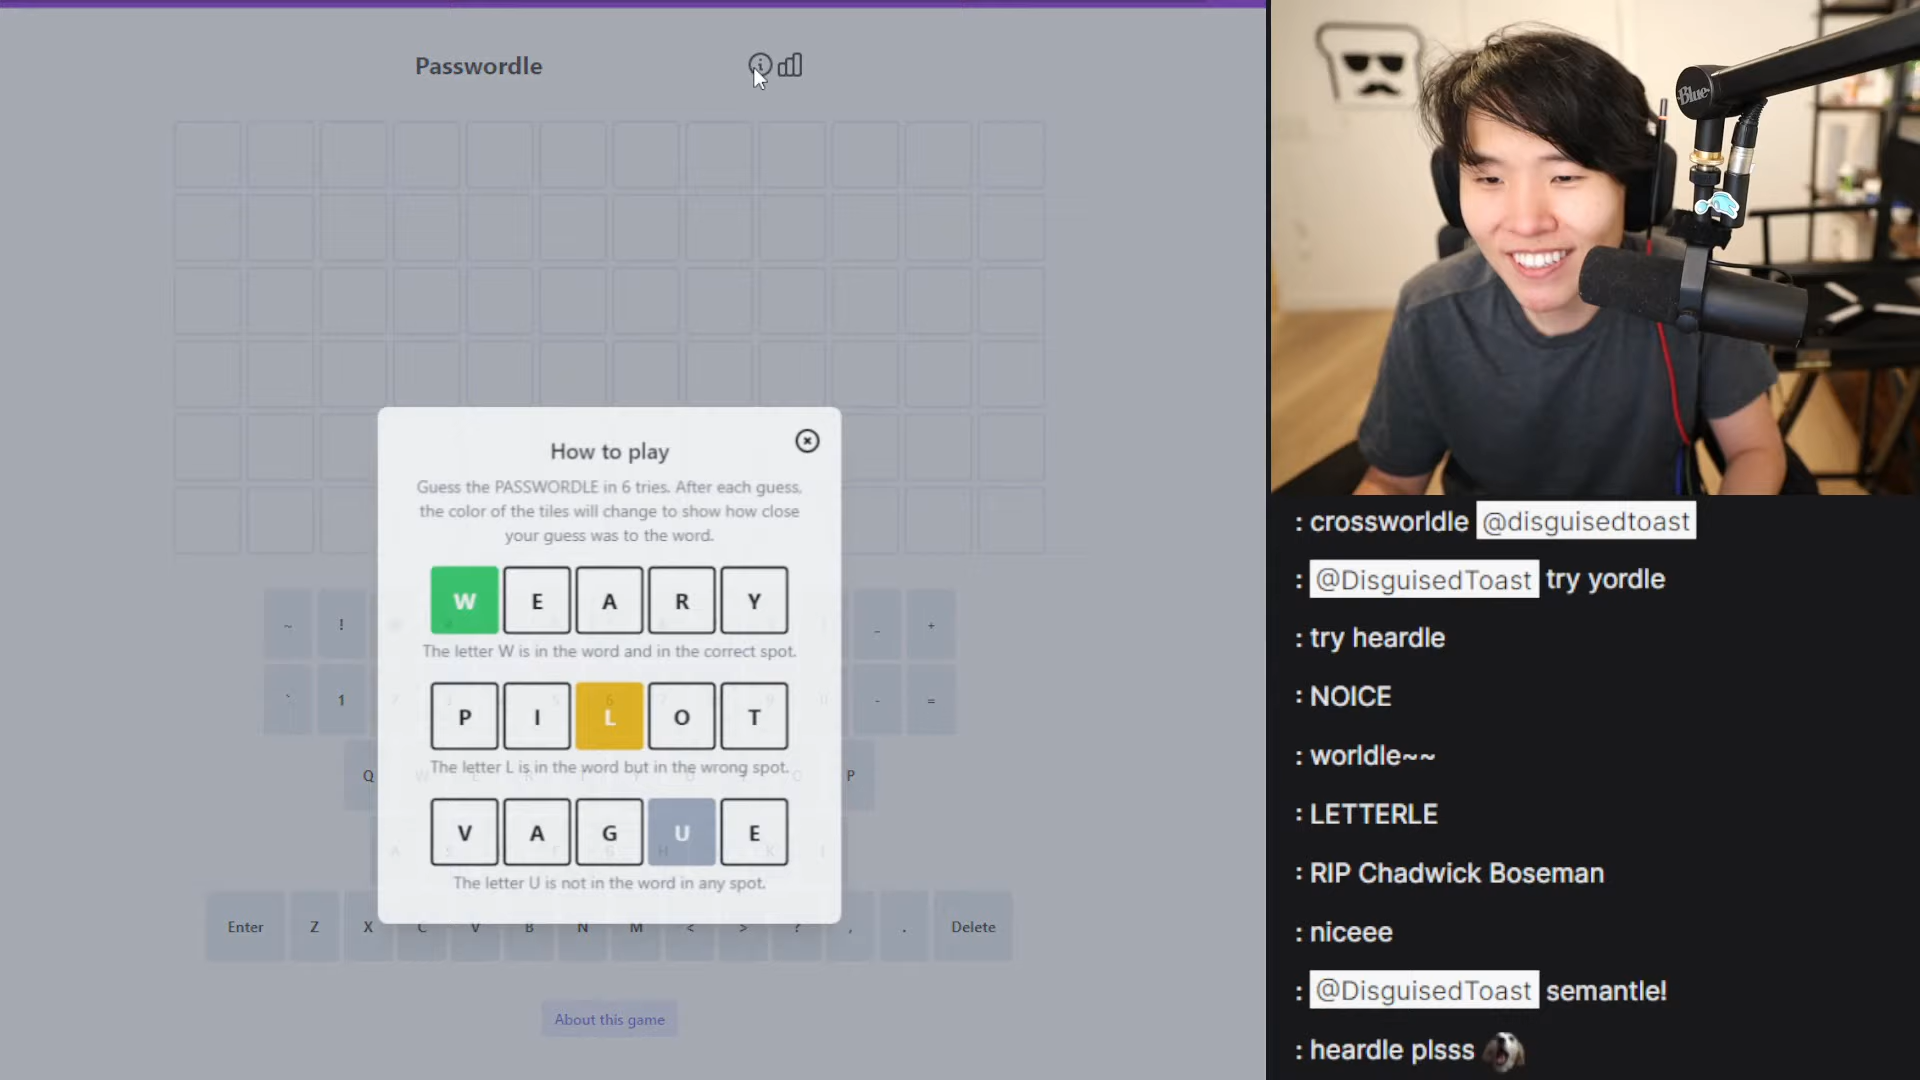 Passwordle
How to play
Guess the PASSWORDLE in 6 tries. After each guess,
the color of the tiles will change to show how close
your guess was to the word.
W E A R Y
The letter W is in the word and in the correct spot.
P I L O T
The letter L is in the word but in the wrong spot.
V A G U E
The letter U is not in the word in any spot.
~ ! _ +
` 1 - =
Q P
Enter Z X C V B N M < > ? , . Delete
About this game
Blue
: crossworldle @disguisedtoast
: @DisguisedToast try yordle
: try heardle
: NOICE
: worldle~~
: LETTERLE
: RIP Chadwick Boseman
: niceee
: @DisguisedToast semantle!
: heardle plsss